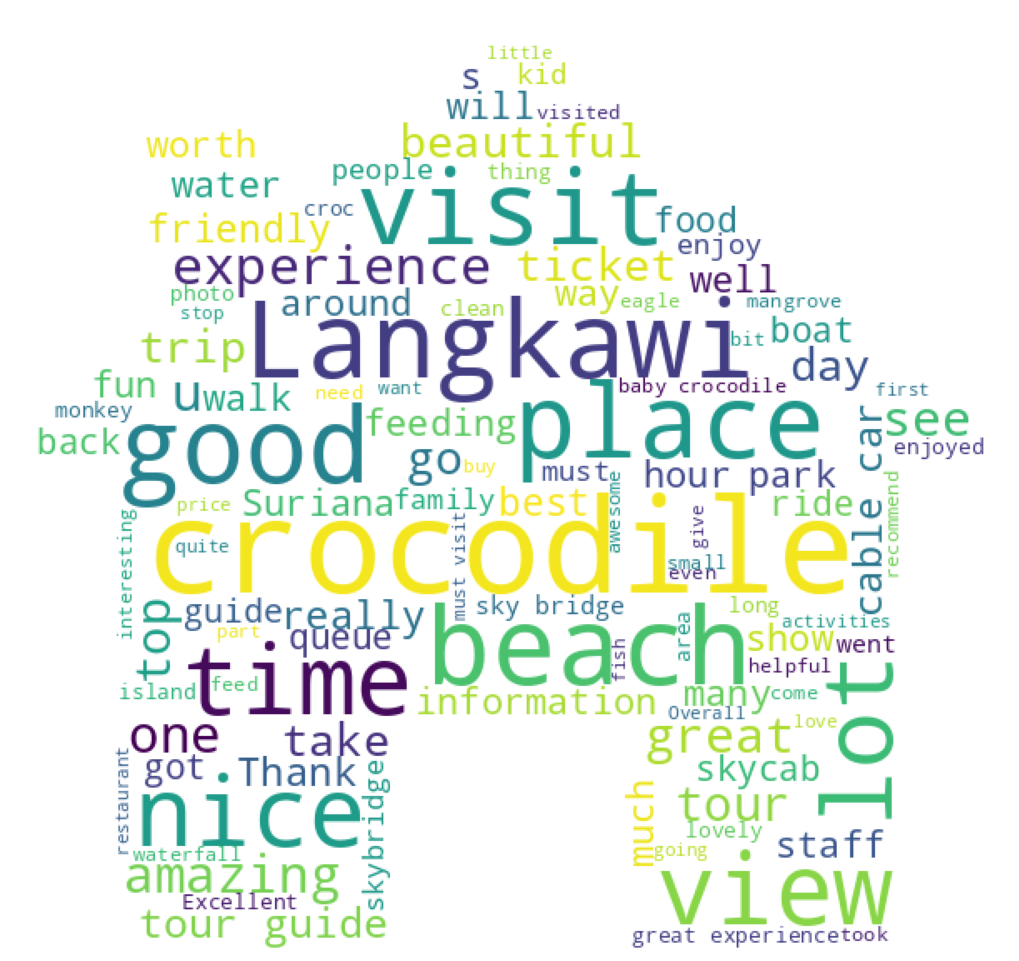 little
s
kid
will
visited
worth
beautiful
people
thing
water
visit
croc
food
friendly
enjoy
experience
ticket
well
photo
around
way
eagle
mangrove
stop
clean
Langkawi
bit
boat
trip
day
fun
u
walk
need
want
baby crocodile
first
monkey
good
feeding
place
cable car
see
back
go
buy
must
hour park
enjoyed
price
Suriana
family
best
awesome
ride
recommend
interesting
quite
crocodile
must visit
give
small
even
top
guide
really
sky bridge
long
activities
part
queue
beach
fish
area
show
went
time
helpful
lot
island
feed
information
many
come
Overall
love
one
take
great
got
Thank
skycab
restaurant
nice
skybridge
much
tour
lovely
staff
waterfall
going
amazing
view
Excellent
tour guide
great experience
took